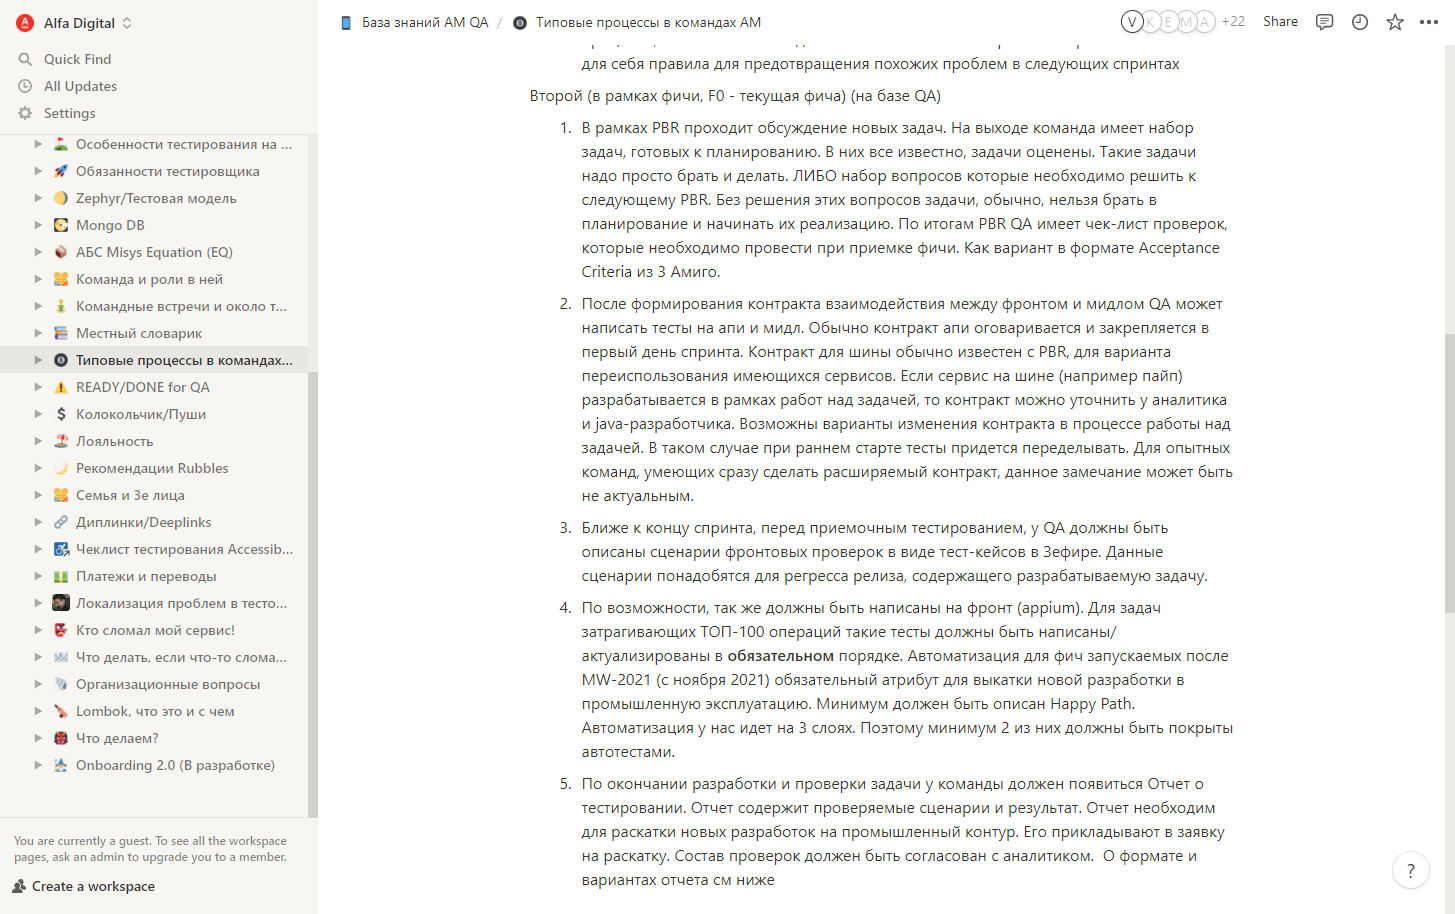 Alfa Digital
Quick Find
All Updates
Settings
Особенности тестирования на ...
Обязанности тестировщика
Zephyr/Тестовая модель
Mongo DB
АБС Misys Equation (EQ)
Команда и роли в ней
Командные встречи и около т...
Местный словарик
Типовые процессы в командах...
READY/DONE for QA
Колокольчик/Пуши
Лояльность
Рекомендации Rubbles
Семья и 3е лица
Диплинки/Deeplinks
Чеклист тестирования Accessib...
Платежи и переводы
Локализация проблем в тесто...
Кто сломал мой сервис!
Что делать, если что-то слома...
Организационные вопросы
Lombok, что это и с чем
Что делаем?
Onboarding 2.0 (В разработке)
You are currently a guest. To see all the workspace
pages, ask an admin to upgrade you to a member.
Create a workspace
База знаний AM QA / Типовые процессы в командах АМ
V K E M A +22 Share
для себя правила для предотвращения похожих проблем в следующих спринтах
Второй (в рамках фичи, F0 - текущая фича) (на базе QA)
1. В рамках PBR проходит обсуждение новых задач. На выходе команда имеет набор
задач, готовых к планированию. В них все известно, задачи оценены. Такие задачи
надо просто брать и делать. ЛИБО набор вопросов которые необходимо решить к
следующему PBR. Без решения этих вопросов задачи, обычно, нельзя брать в
планирование и начинать их реализацию. По итогам PBR QA имеет чек-лист проверок,
которые необходимо провести при приемке фичи. Как вариант в формате Acceptance
Criteria из 3 Амиго.
2. После формирования контракта взаимодействия между фронтом и мидлом QA может
написать тесты на апи и мидл. Обычно контракт апи оговаривается и закрепляется в
первый день спринта. Контракт для шины обычно известен с PBR, для варианта
переиспользования имеющихся сервисов. Если сервис на шине (например пайп)
разрабатывается в рамках работ над задачей, то контракт можно уточнить у аналитика
и java-разработчика. Возможны варианты изменения контракта в процессе работы над
задачей. В таком случае при раннем старте тесты придется переделывать. Для опытных
команд, умеющих сразу сделать расширяемый контракт, данное замечание может быть
не актуальным.
3. Ближе к концу спринта, перед приемочным тестированием, у QA должны быть
описаны сценарии фронтовых проверок в виде тест-кейсов в Зефире. Данные
сценарии понадобятся для регресса релиза, содержащего разрабатываемую задачу.
4. По возможности, так же должны быть написаны на фронт (appium). Для задач
затрагивающих ТОП-100 операций такие тесты должны быть написаны/
актуализированы в обязательном порядке. Автоматизация для фич запускаемых после
MW-2021 (с ноября 2021) обязательный атрибут для выкатки новой разработки в
промышленную эксплуатацию. Минимум должен быть описан Happy Path.
Автоматизация у нас идет на 3 слоях. Поэтому минимум 2 из них должны быть покрыты
автотестами.
5. По окончании разработки и проверки задачи у команды должен появиться Отчет о
тестировании. Отчет содержит проверяемые сценарии и результат. Отчет необходим
для раскатки новых разработок на промышленный контур. Его прикладывают в заявку
на раскатку. Состав проверок должен быть согласован с аналитиком.  О формате и
вариантах отчета см ниже
?